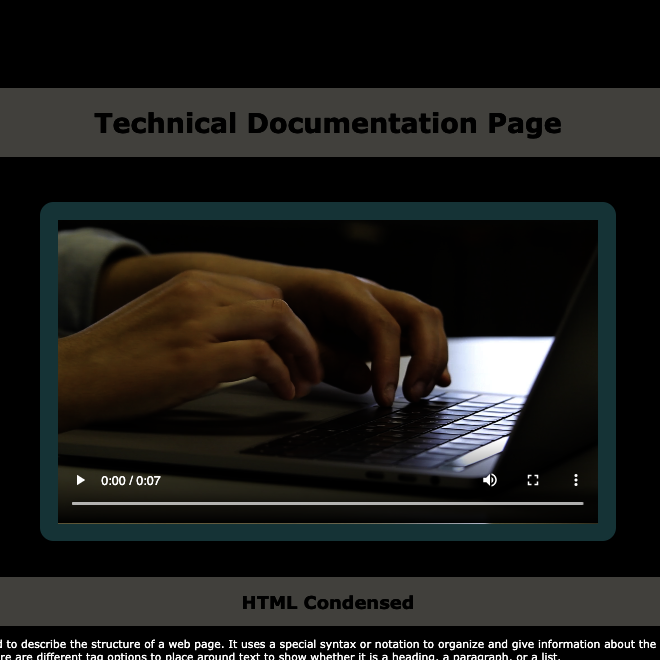 Technical Documentation Page
0:00 / 0:07
HTML Condensed
to describe the structure of a web page. It uses a special syntax or notation to organize and give information about the
are different tag options to place around text to show whether it is a heading, a paragraph, or a list.